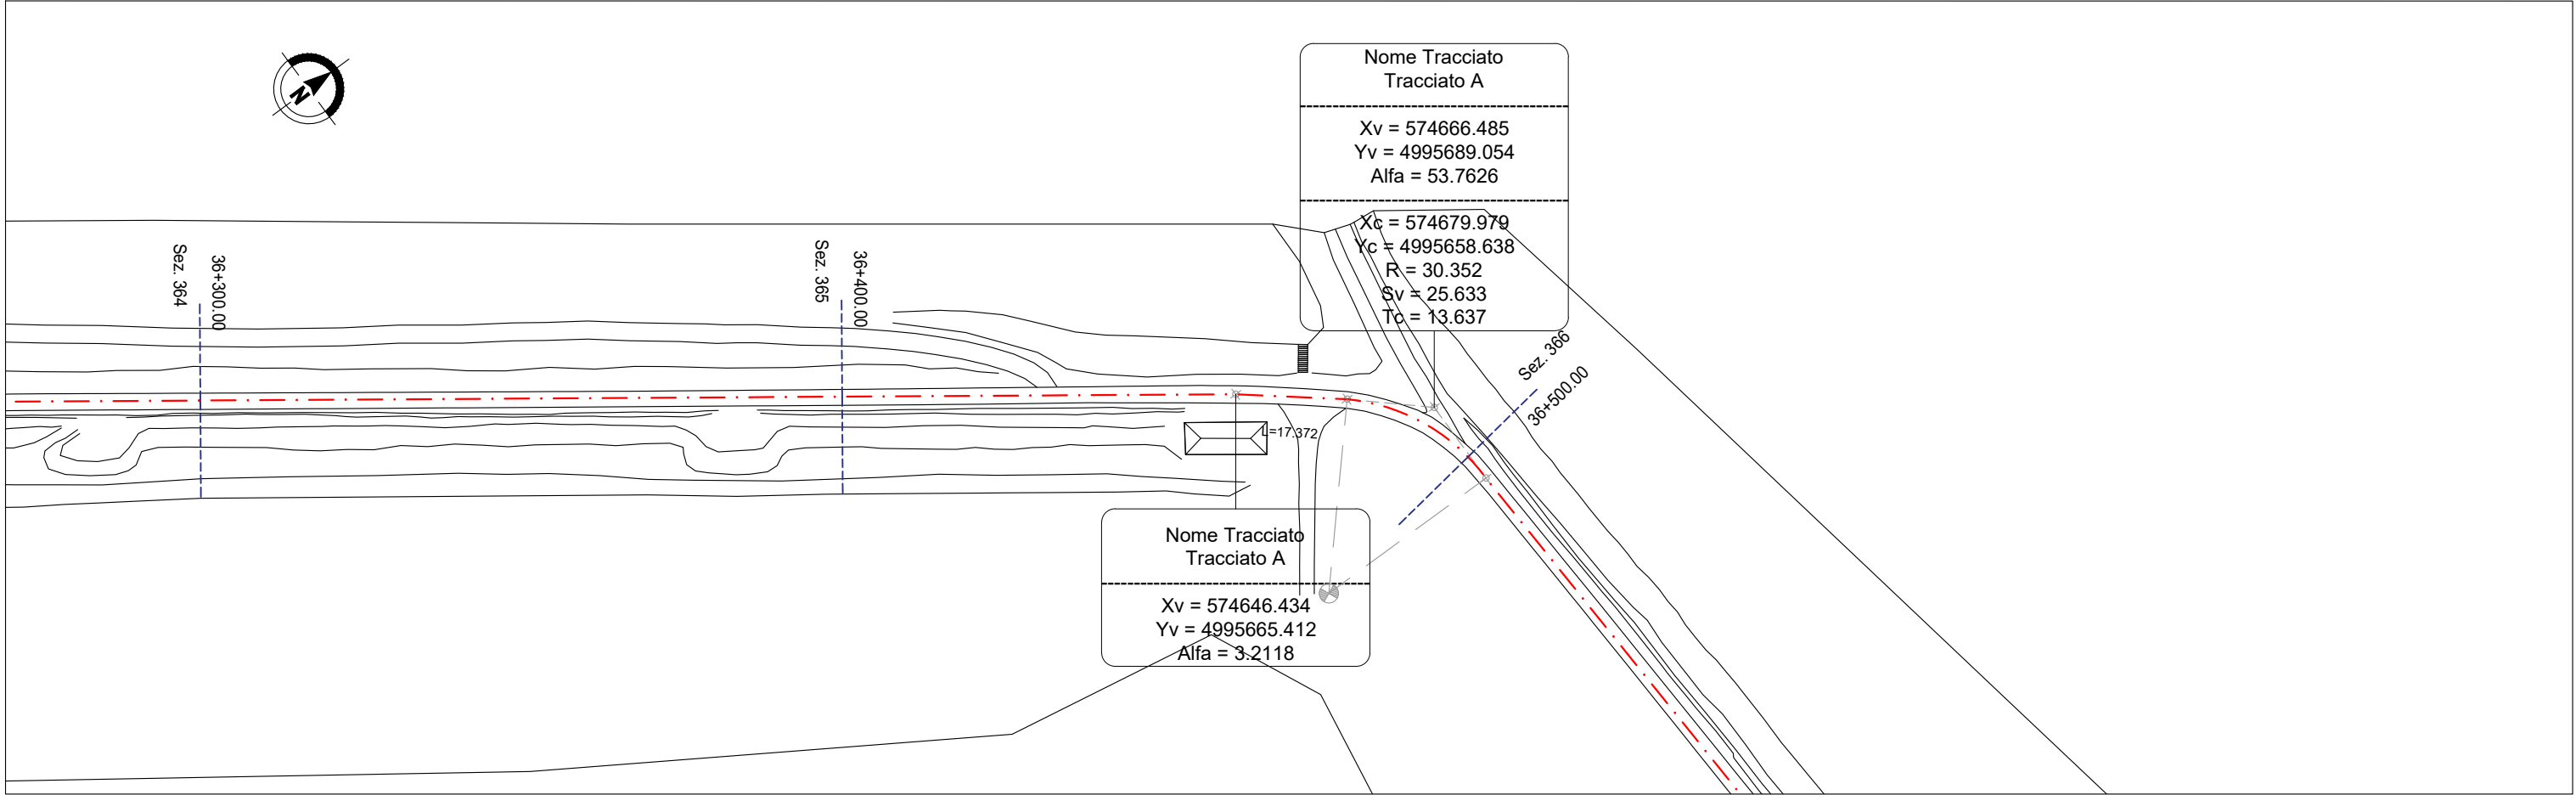 N
Nome Tracciato
Tracciato A
Xv = 574666.485
Yv = 4995689.054
Alfa = 53.7626
Xc = 574679.979
Yc = 4995658.638
R = 30.352
Sv = 25.633
Tc = 13.637
Sez. 364
36+300.00
Sez. 365
36+400.00
Sez. 366
36+500.00
L=17.372
Nome Tracciato
Tracciato A
Xv = 574646.434
Yv = 4995665.412
Alfa = 3.2118